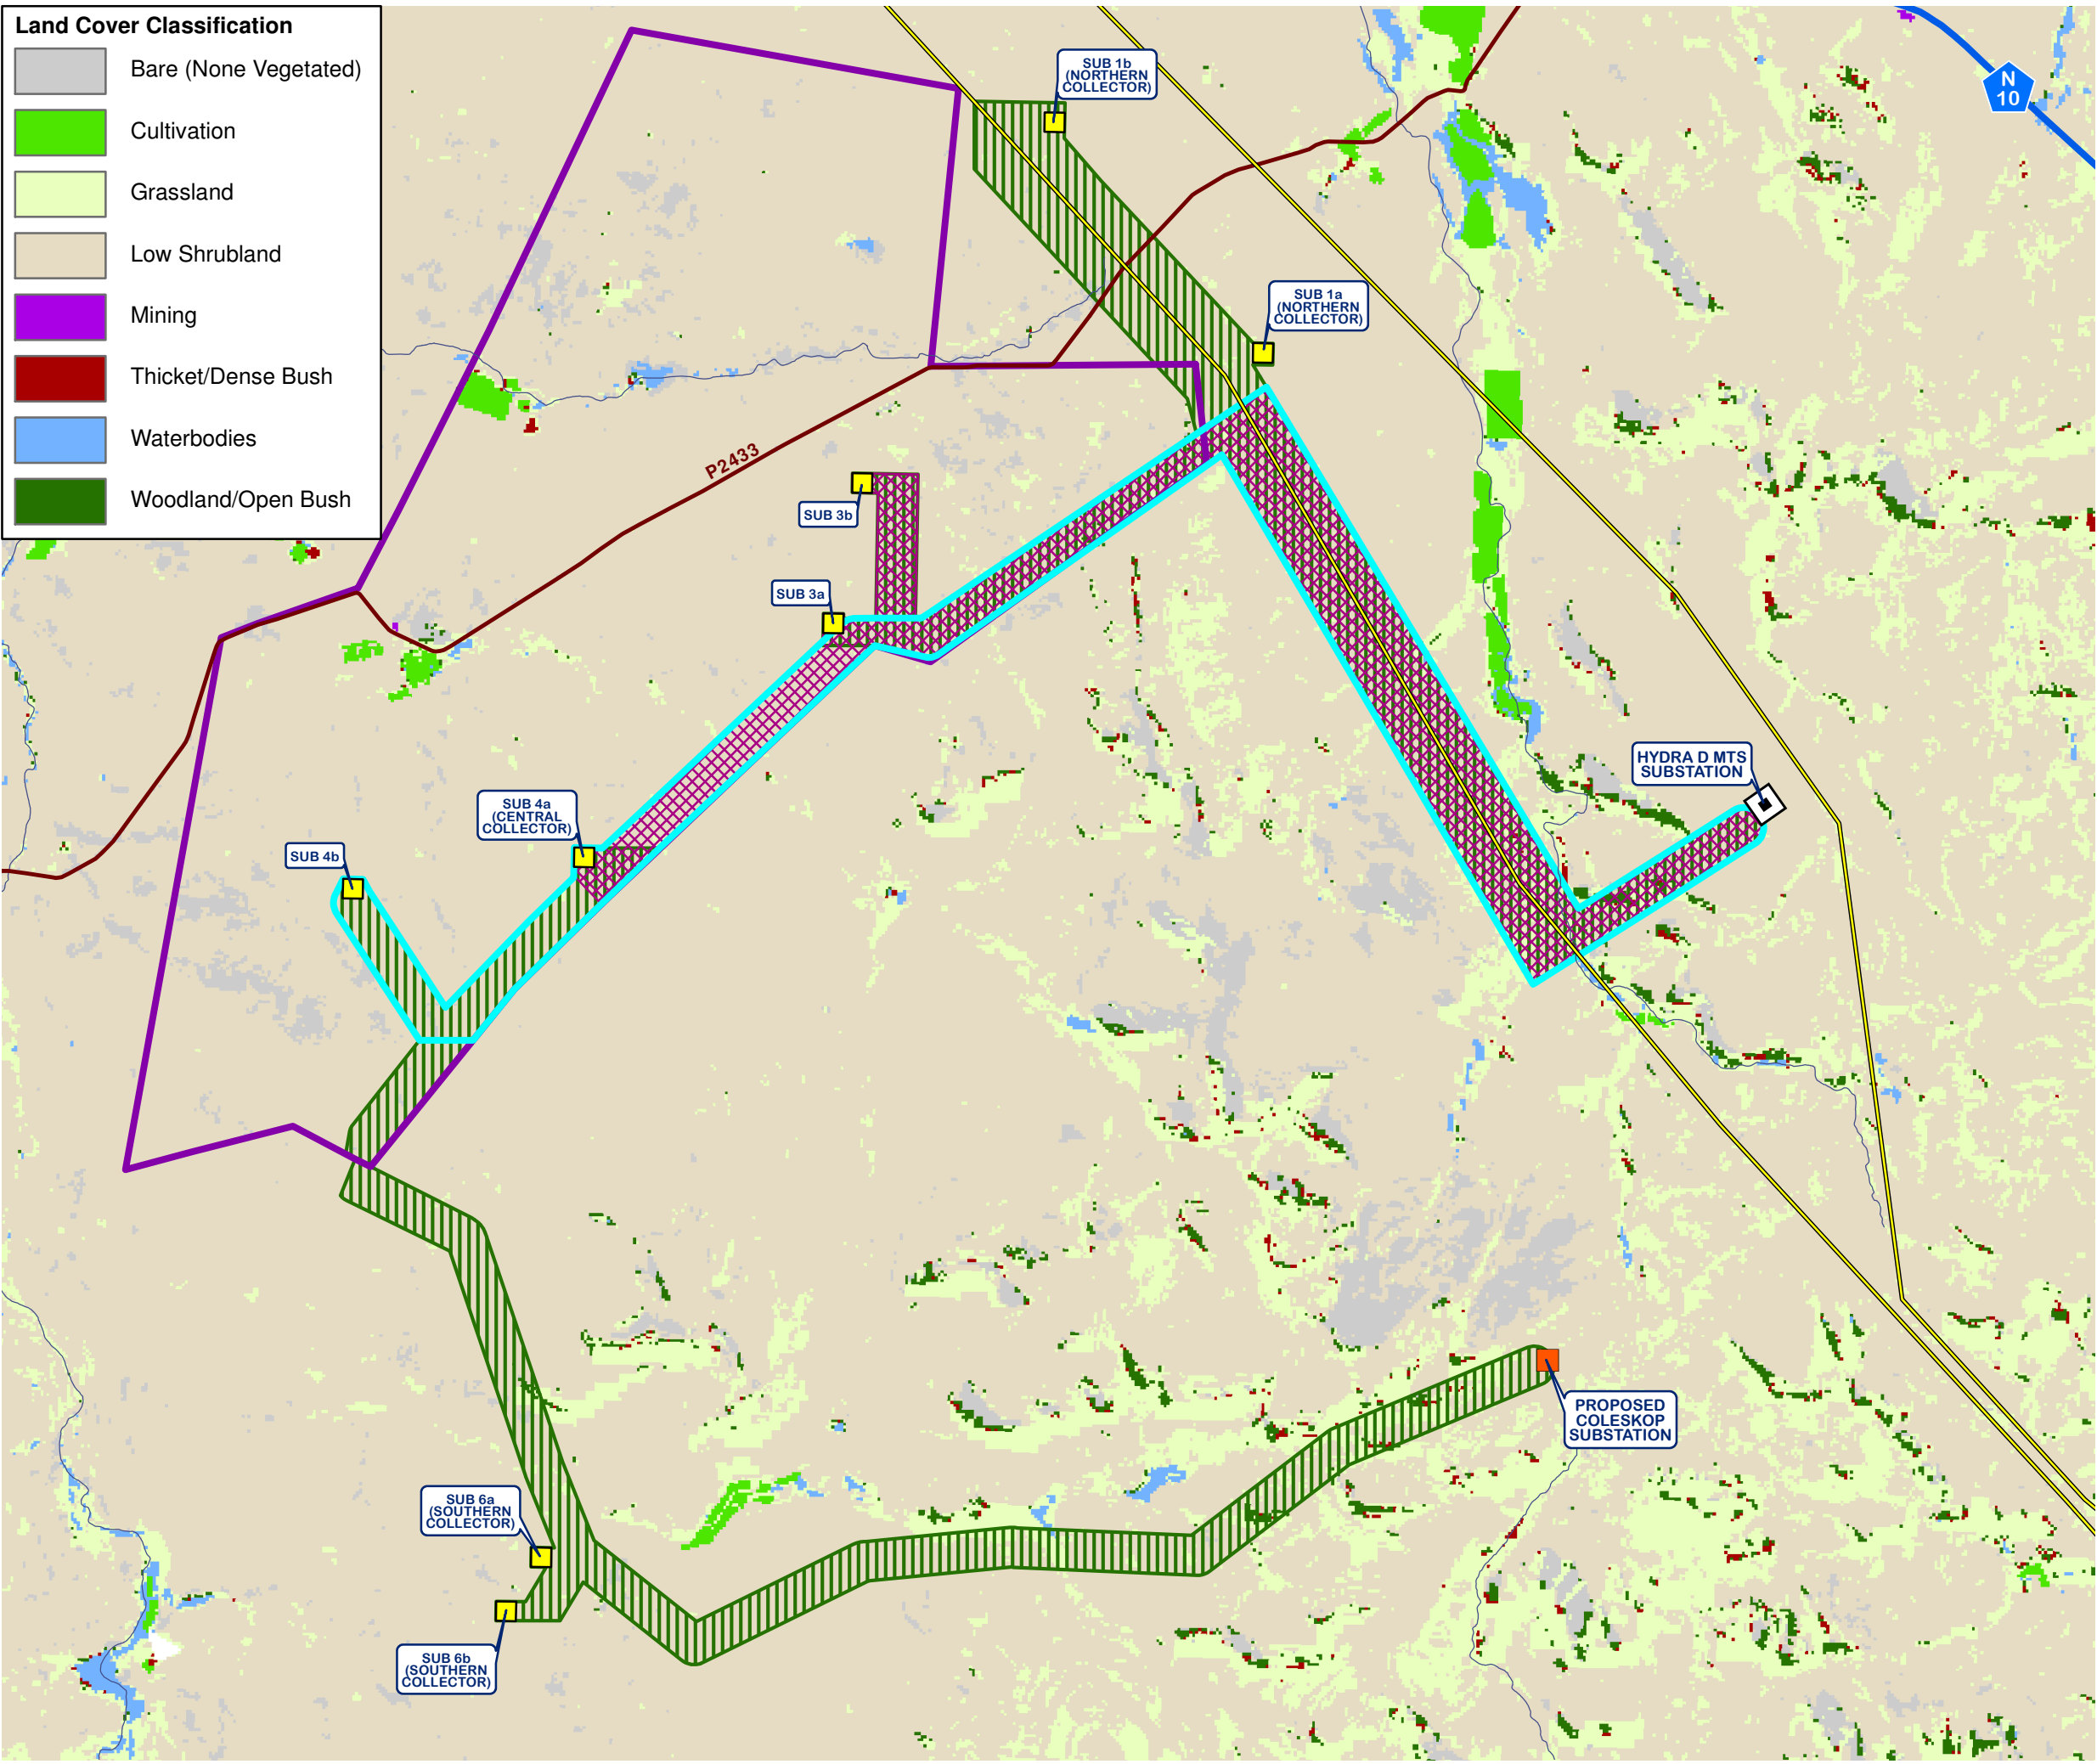 Land Cover Classification
Bare (None Vegetated)
Cultivation
Grassland
Low Shrubland
Mining
Thicket/Dense Bush
Waterbodies
Woodland/Open Bush
SUB 1b
(NORTHERN
COLLECTOR)
N
10
SUB 1a
(NORTHERN
COLLECTOR)
P2433
SUB 3b
SUB 3a
HYDRA D MTS
SUBSTATION
SUB 4a
(CENTRAL
COLLECTOR)
SUB 4b
PROPOSED
COLESKOP
SUBSTATION
SUB 6a
(SOUTHERN
COLLECTOR)
SUB 6b
(SOUTHERN
COLLECTOR)